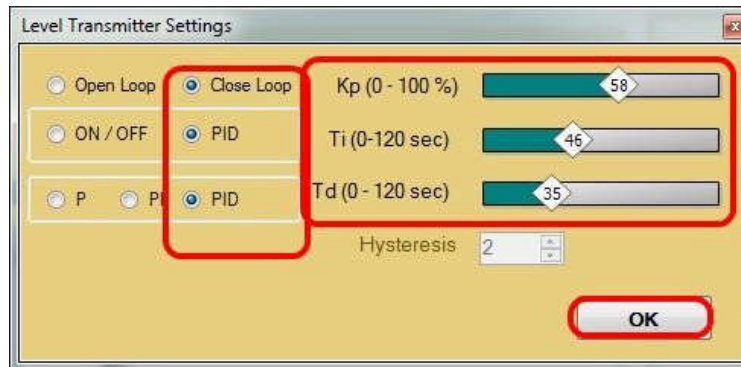 Level Transmitter Settings
x
Open Loop Close Loop Kp (0 - 100 %) 58
ON / OFF PID Ti (0-120 sec) 46
P PI PID Td (0 - 120 sec) 35
Hysteresis 2
OK